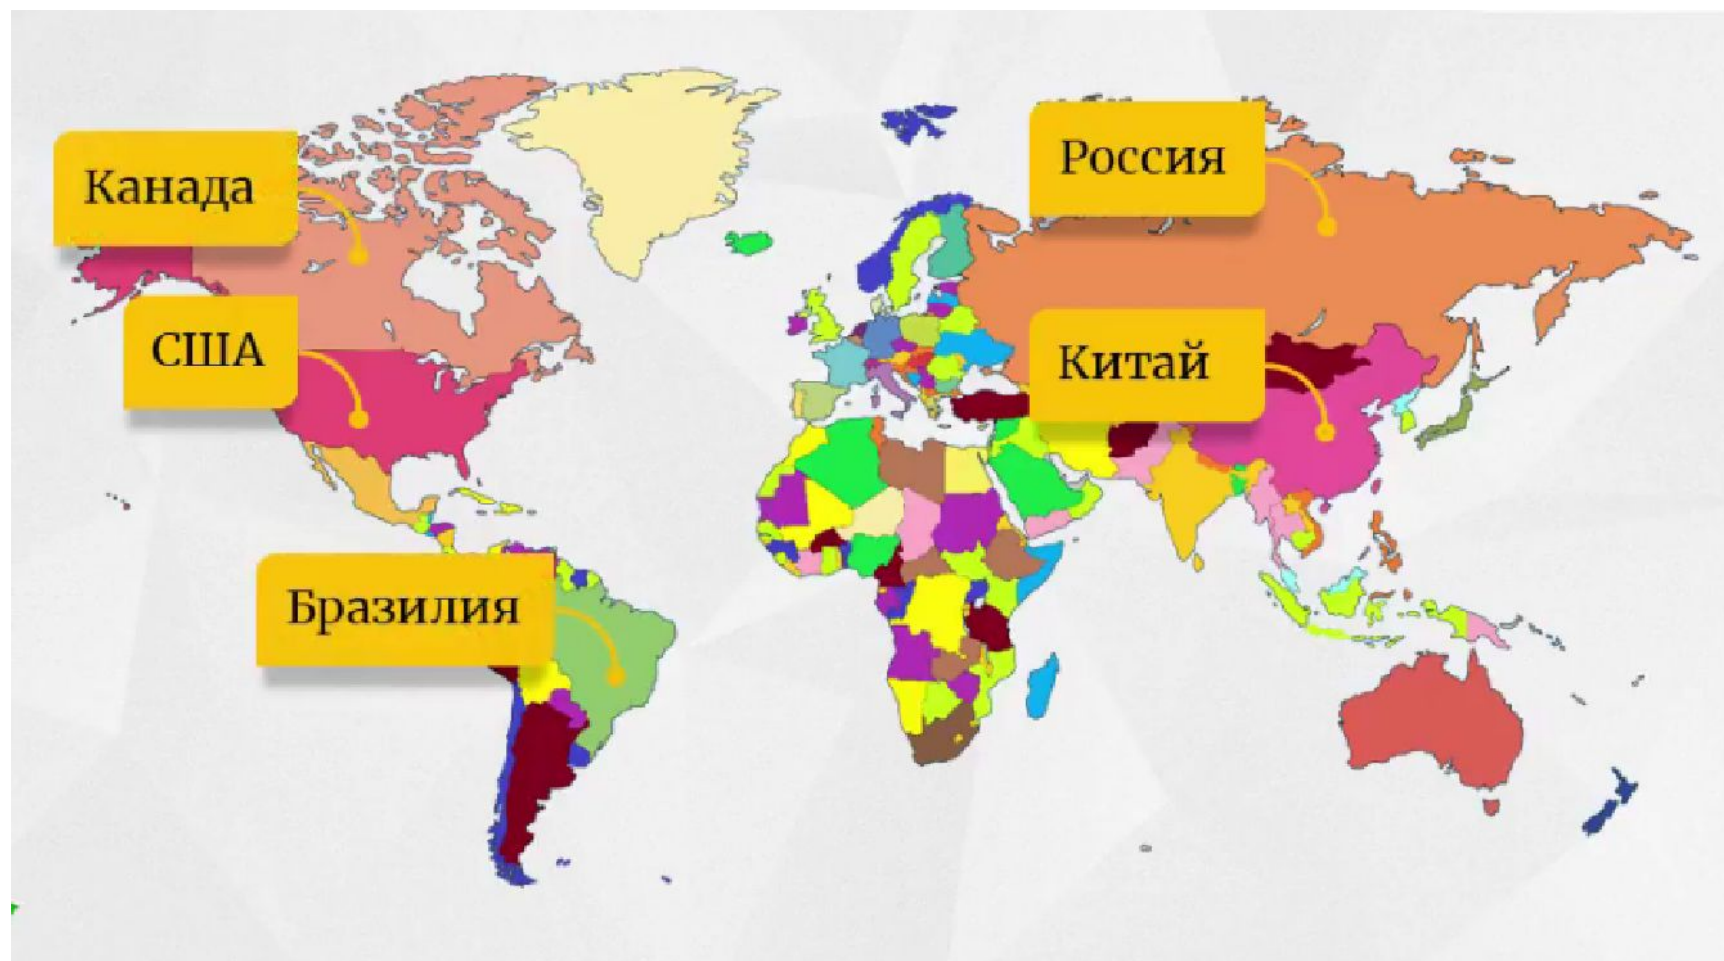 Канада
Россия
США
Китай
Бразилия